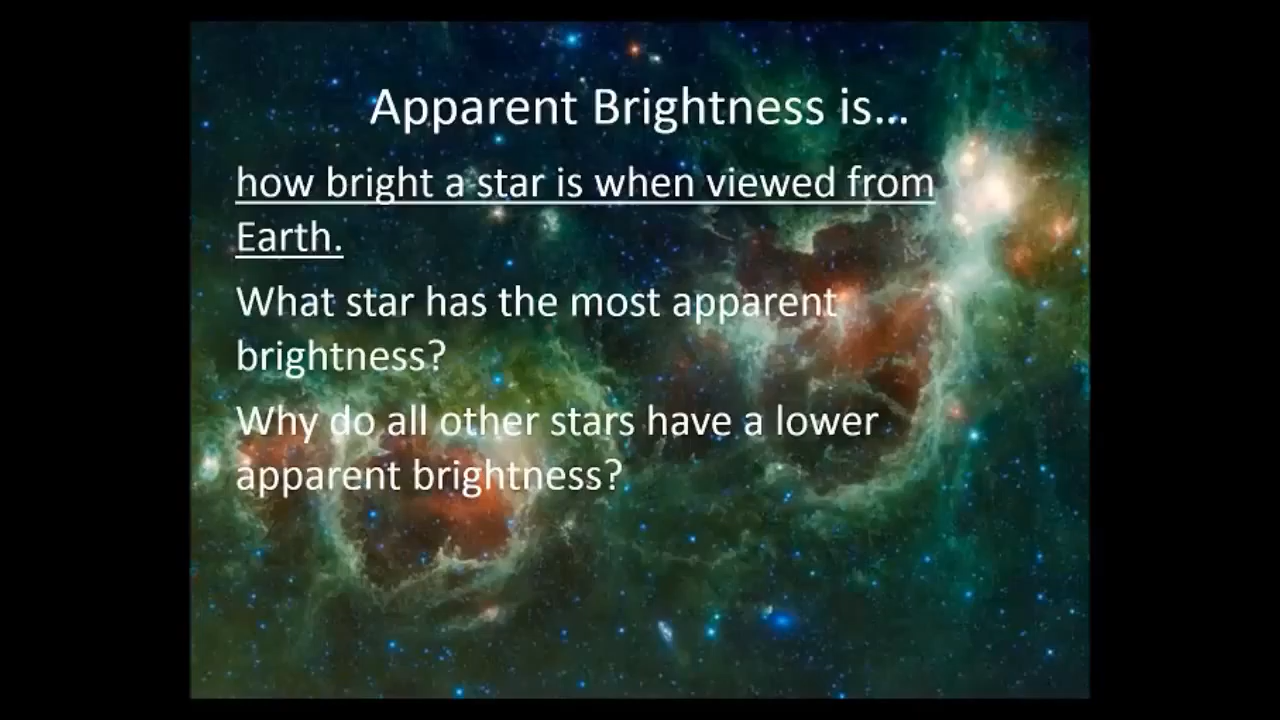 Apparent Brightness is...
how bright a star is when viewed from
Earth.
What star has the most apparent
brightness?
Why do all other stars have a lower
apparent brightness?